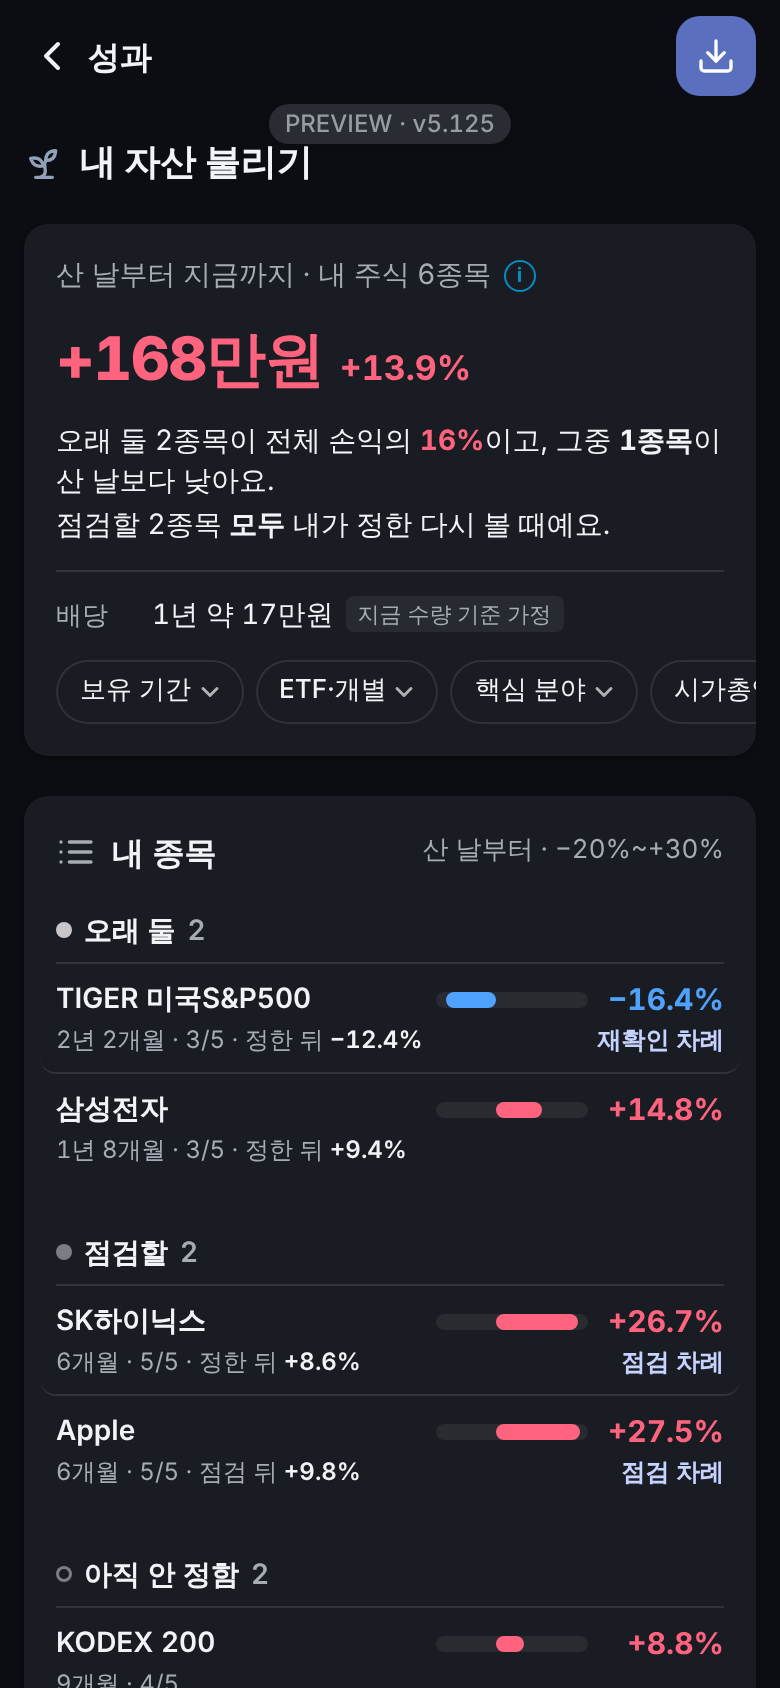 성과
PREVIEW · v5.125
내 자산 불리기
산 날부터 지금까지 · 내 주식 6종목 i
+168만원 +13.9%
오래 둘 2종목이 전체 손익의 16%이고, 그중 1종목이
산 날보다 낮아요.
점검할 2종목 모두 내가 정한 다시 볼 때예요.
배당 1년 약 17만원 지금 수량 기준 가정
보유 기간 ETF·개별 핵심 분야 시가총
내 종목 산 날부터 · −20%~+30%
오래 둘 2
TIGER 미국S&P500 −16.4%
2년 2개월 · 3/5 · 정한 뒤 −12.4% 재확인 차례
삼성전자 +14.8%
1년 8개월 · 3/5 · 정한 뒤 +9.4%
점검할 2
SK하이닉스 +26.7%
6개월 · 5/5 · 정한 뒤 +8.6% 점검 차례
Apple +27.5%
6개월 · 5/5 · 점검 뒤 +9.8% 점검 차례
아직 안 정함 2
KODEX 200 +8.8%
9개월 · 4/5